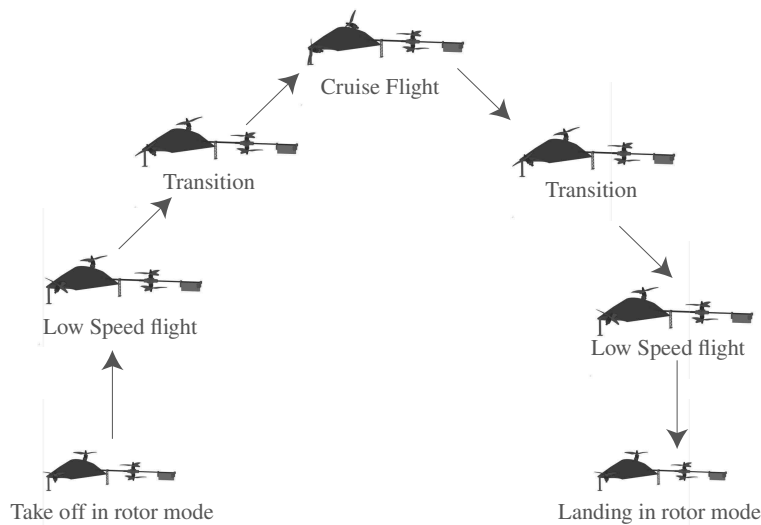 Cruise Flight
Transition
Transition
Low Speed flight
Low Speed flight
Take off in rotor mode
Landing in rotor mode